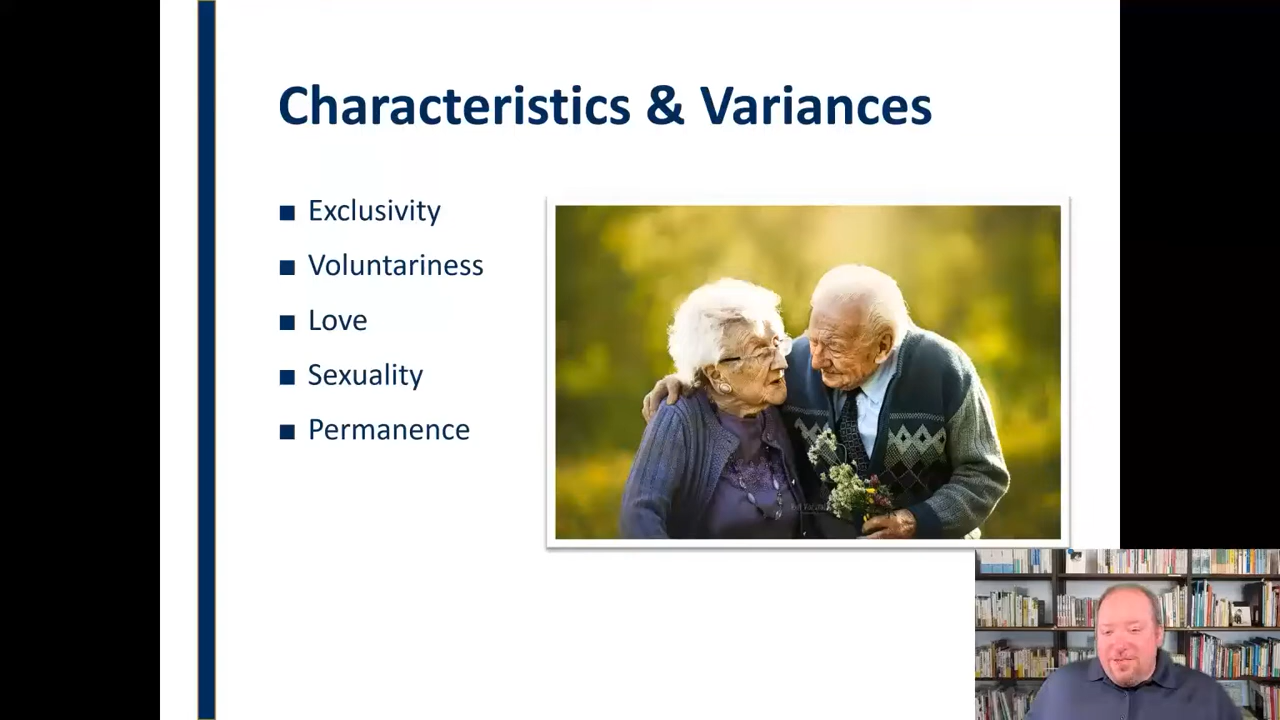 Characteristics & Variances
■ Exclusivity
■ Voluntariness
■ Love
■ Sexuality
■ Permanence